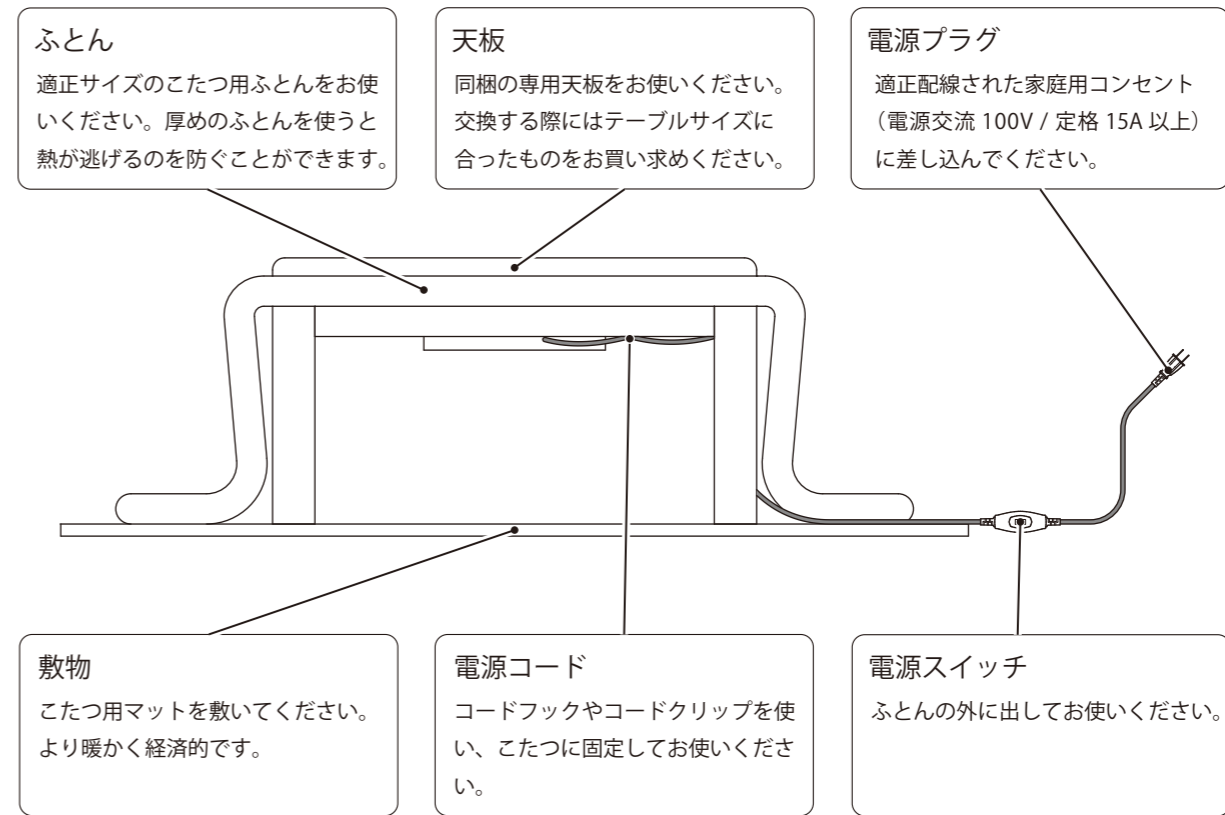 ふとん
適正サイズのこたつ用ふとんをお使
いください。厚めのふとんを使うと
熱が逃げるのを防ぐことができます。
天板
同梱の専用天板をお使いください。
交換する際にはテーブルサイズに
合ったものをお買い求めください。
電源プラグ
適正配線された家庭用コンセント
（電源交流 100V / 定格 15A 以上）
に差し込んでください。
敷物
こたつ用マットを敷いてください。
より暖かく経済的です。
電源コード
コードフックやコードクリップを使
い、こたつに固定してお使いくださ
い。
電源スイッチ
ふとんの外に出してお使いください。